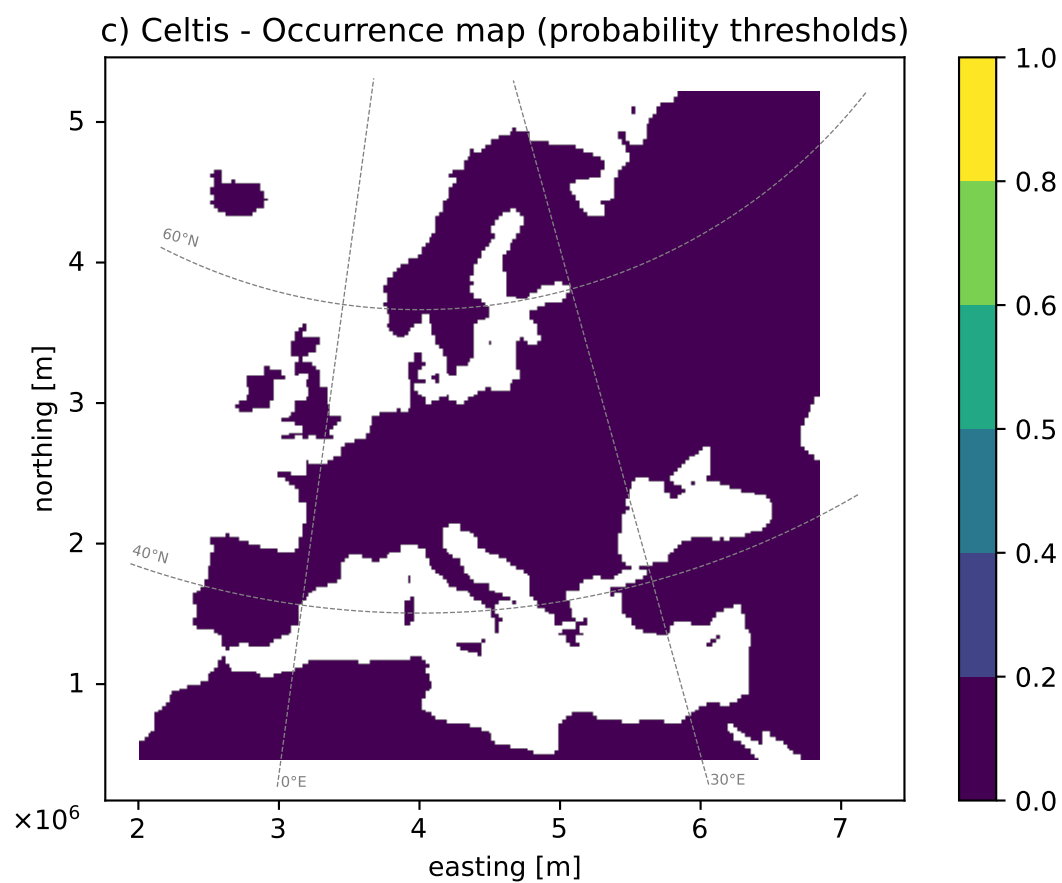 c) Celtis - Occurrence map (probability thresholds)
northing [m]
5
4
3
2
1
60°N
40°N
0°E
30°E
×10⁶
2 3 4 5 6 7
easting [m]
1.0
0.8
0.6
0.5
0.4
0.2
0.0